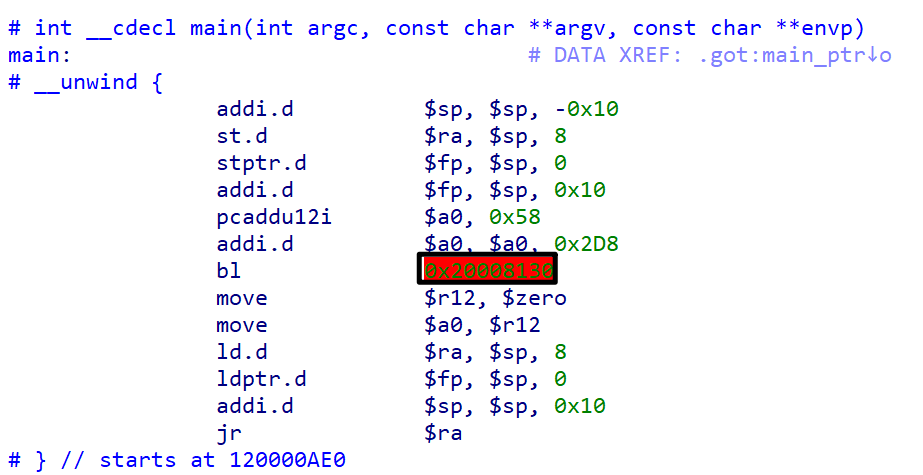 # int __cdecl main(int argc, const char **argv, const char **envp)
main: # DATA XREF: .got:main_ptr↓o
# __unwind {
addi.d $sp, $sp, -0x10
st.d $ra, $sp, 8
stptr.d $fp, $sp, 0
addi.d $fp, $sp, 0x10
pcaddu12i $a0, 0x58
addi.d $a0, $a0, 0x2D8
bl 0x20008130
move $r12, $zero
move $a0, $r12
ld.d $ra, $sp, 8
ldptr.d $fp, $sp, 0
addi.d $sp, $sp, 0x10
jr $ra
# } // starts at 120000AE0